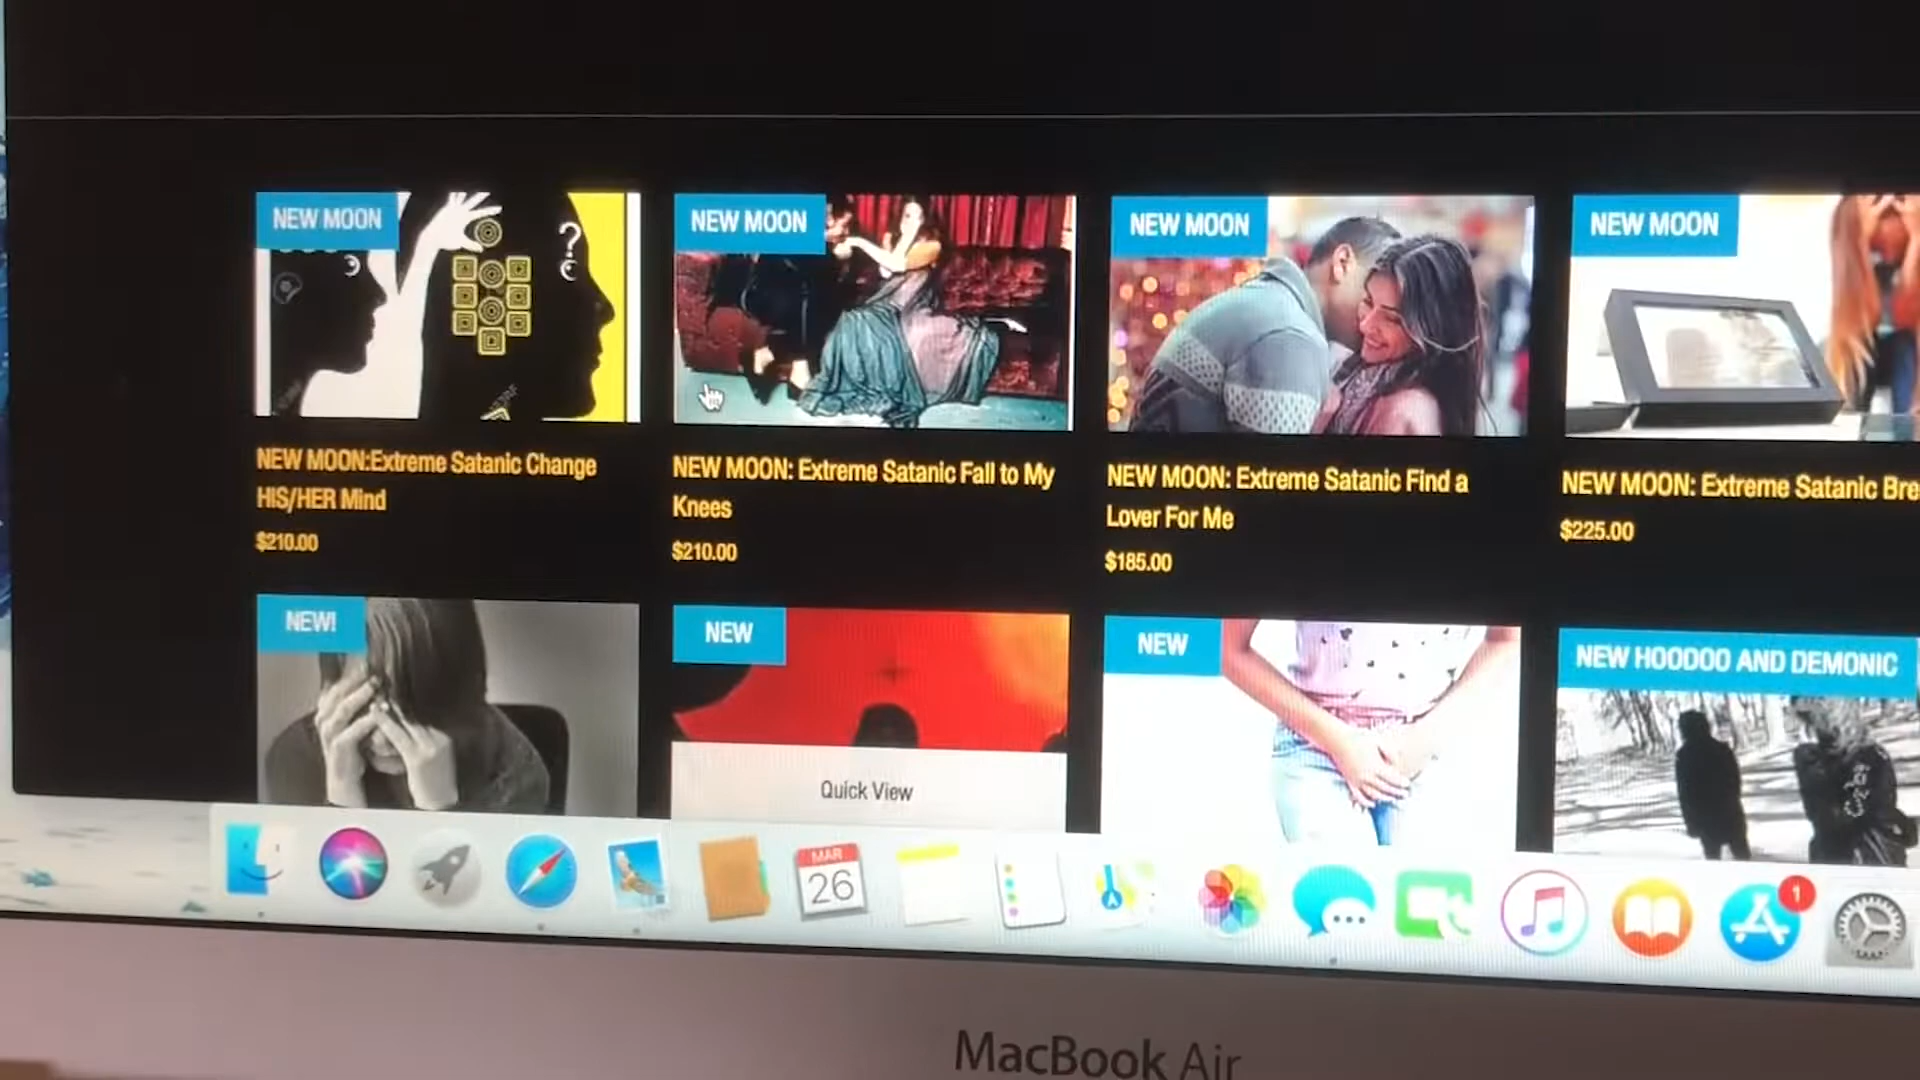 NEW MOON
NEW MOON
NEW MOON
NEW MOON
?
NEW MOON:Extreme Satanic Change
HIS/HER Mind
$210.00
NEW MOON: Extreme Satanic Fall to My
Knees
$210.00
NEW MOON: Extreme Satanic Find a
Lover For Me
$185.00
NEW MOON: Extreme Satanic Bre
$225.00
NEW!
NEW
NEW
NEW HOODOO AND DEMONIC
Quick View
MAR
26
1
MacBook Air